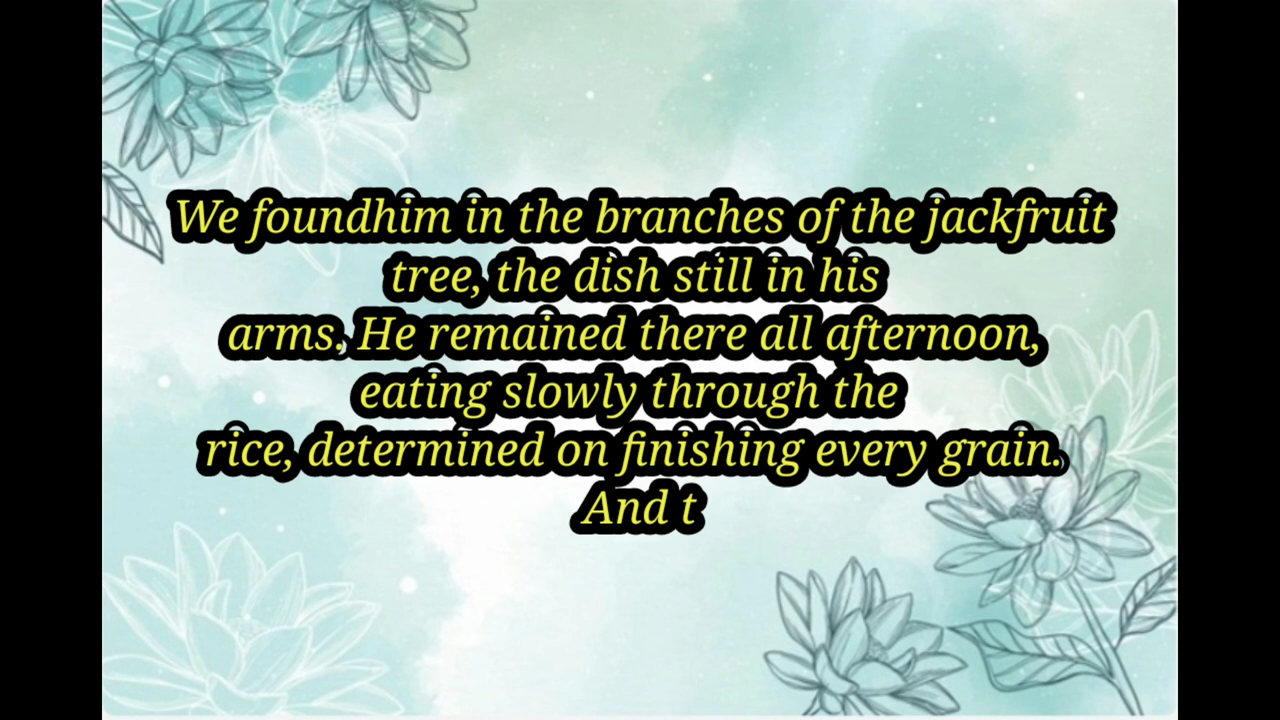 We foundhim in the branches of the jackfruit
tree, the dish still in his
arms. He remained there all afternoon,
eating slowly through the
rice, determined on finishing every grain.
And t